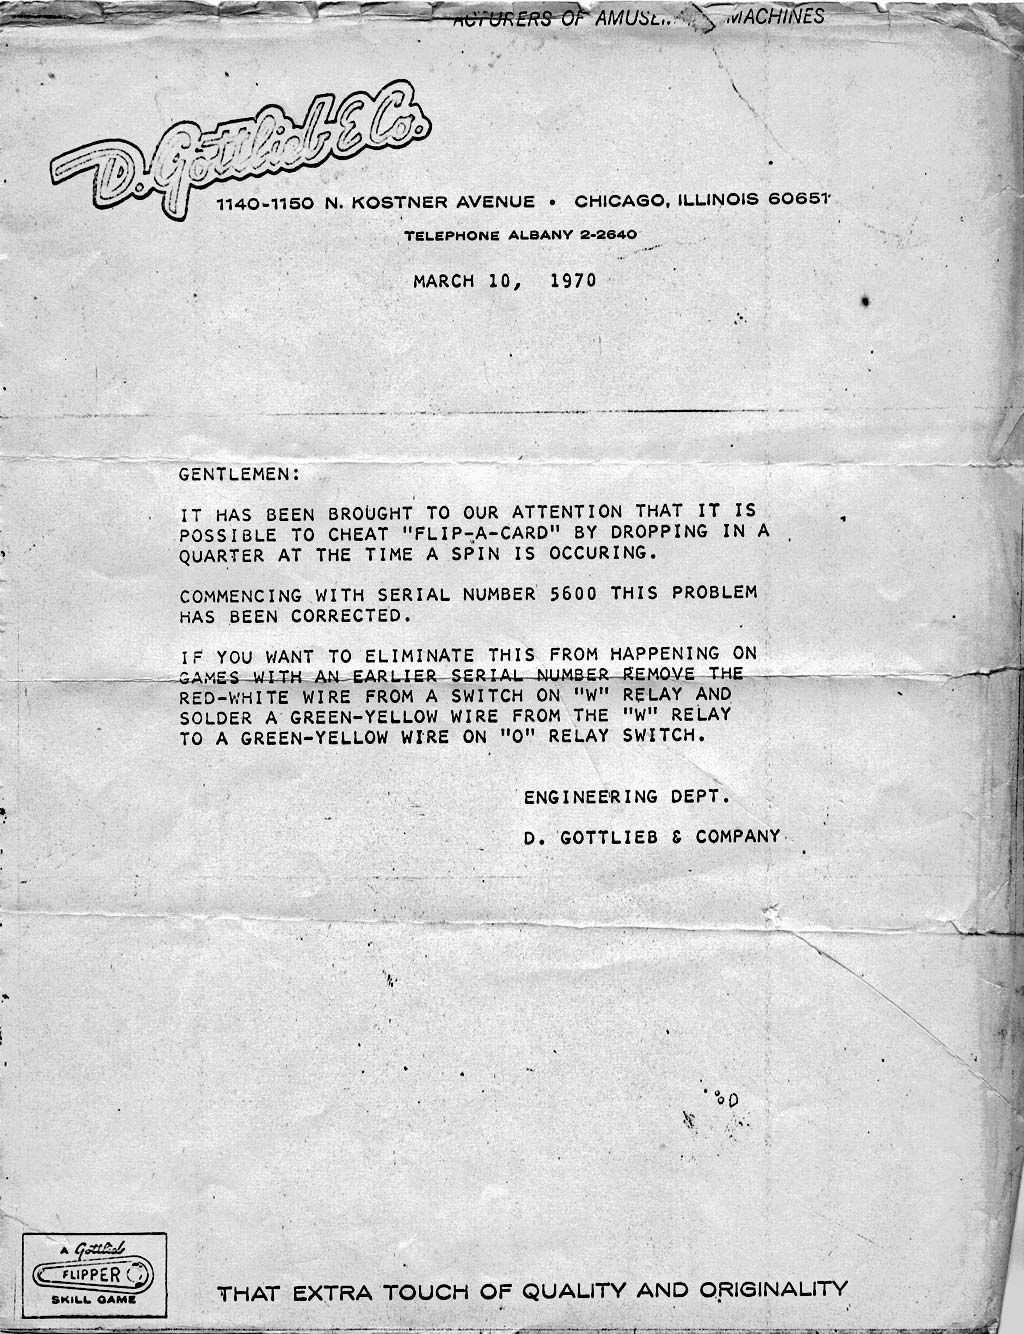 OF MACHINES
D. Gottlieb & Co.
1140-1150 N. KOSTNER AVENUE • CHICAGO, ILLINOIS 60651
TELEPHONE ALBANY 2-2640
MARCH 10, 1970
GENTLEMEN:
IT HAS BEEN BROUGHT TO OUR ATTENTION THAT IT IS
POSSIBLE TO CHEAT "FLIP-A-CARD" BY DROPPING IN A
QUARTER AT THE TIME A SPIN IS OCCURING.
COMMENCING WITH SERIAL NUMBER 5600 THIS PROBLEM
HAS BEEN CORRECTED.
IF YOU WANT TO ELIMINATE THIS FROM HAPPENING ON
GAMES WITH AN EARLIER SERIAL NUMBER REMOVE THE
RED-WHITE WIRE FROM A SWITCH ON "W" RELAY AND
SOLDER A GREEN-YELLOW WIRE FROM THE "W" RELAY
TO A GREEN-YELLOW WIRE ON "O" RELAY SWITCH.
ENGINEERING DEPT.
D. GOTTLIEB & COMPANY
A Gottlieb
FLIPPER
SKILL GAME
THAT EXTRA TOUCH OF QUALITY AND ORIGINALITY